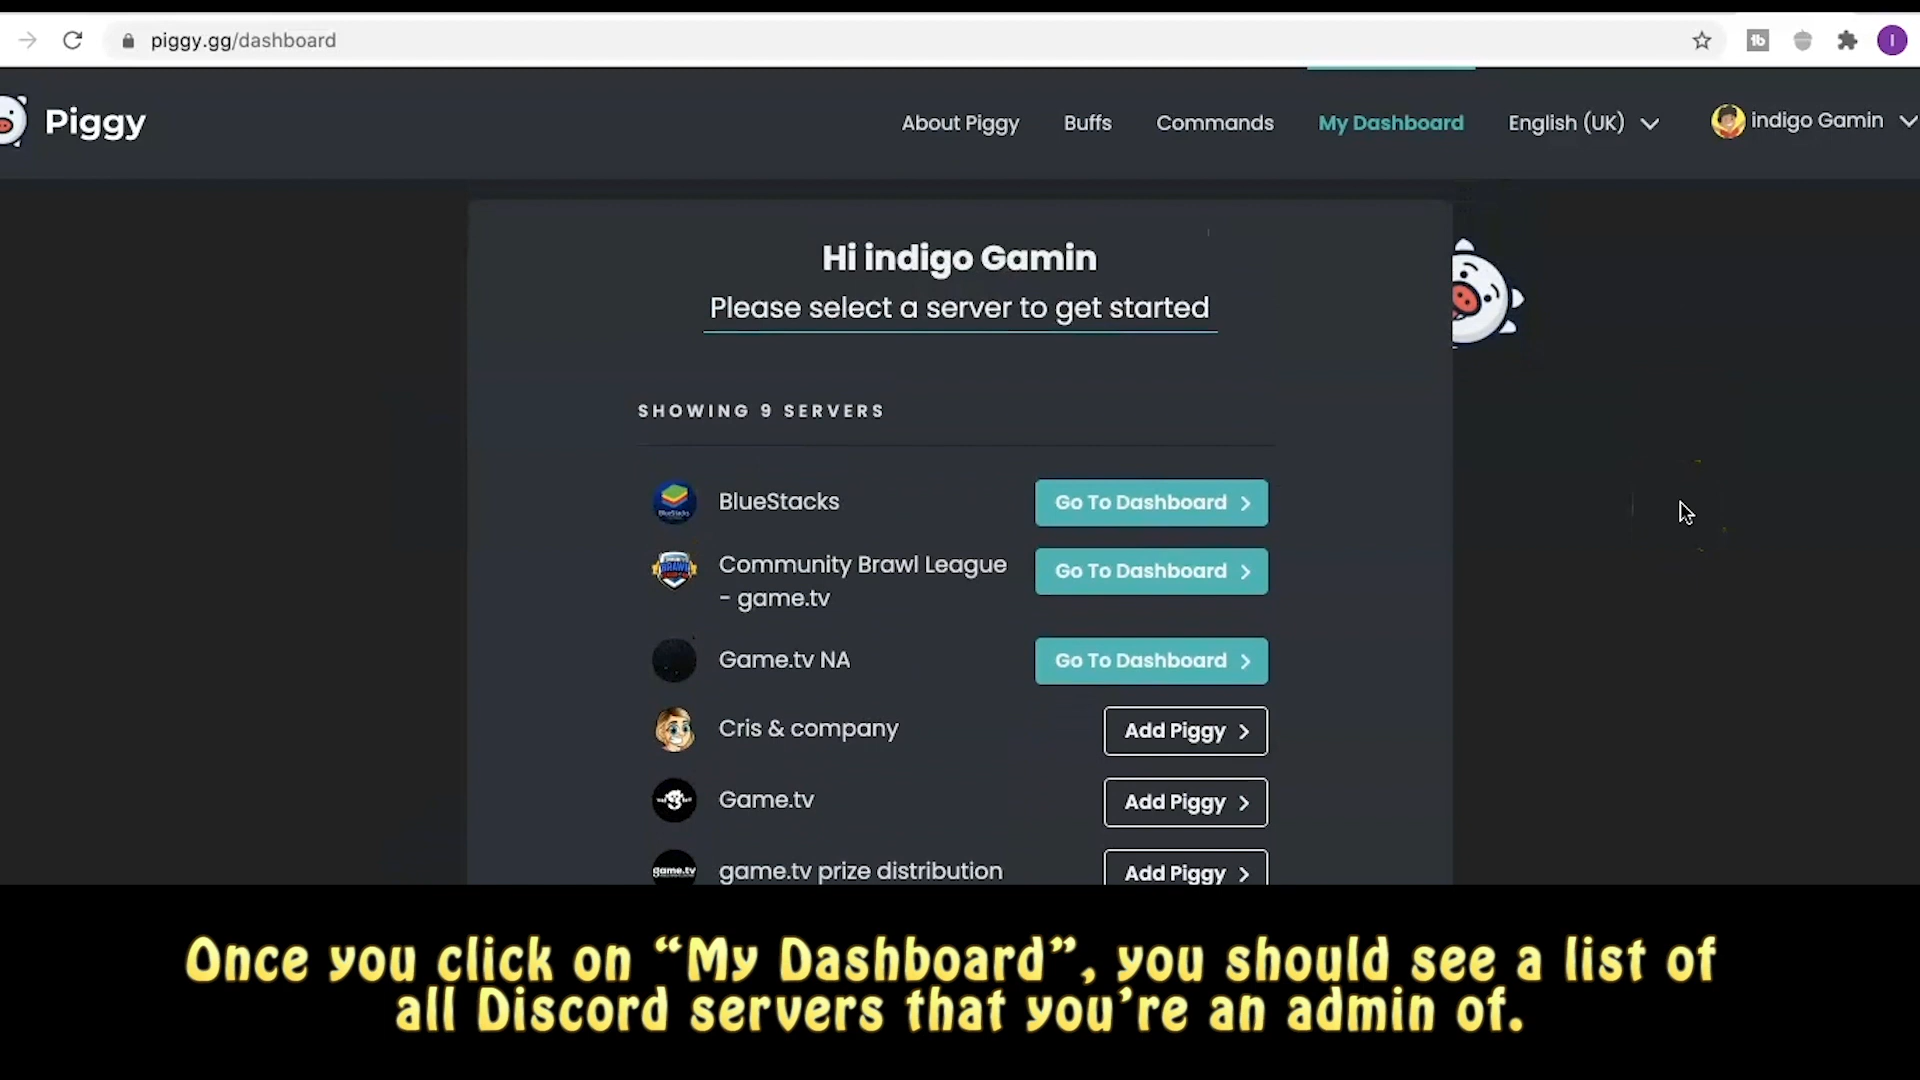 piggy.gg/dashboard
Piggy
About Piggy
Buffs
Commands
My Dashboard
English (UK)
indigo Gamin
Hi indigo Gamin
Please select a server to get started
SHOWING 9 SERVERS
BlueStacks
Go To Dashboard
Community Brawl League
- game.tv
Go To Dashboard
Game.tv NA
Go To Dashboard
Cris & company
Add Piggy
Game.tv
Add Piggy
game.tv
game.tv prize distribution
Add Piggy
Once you click on “My Dashboard”, you should see a list of
all Discord servers that you’re an admin of.